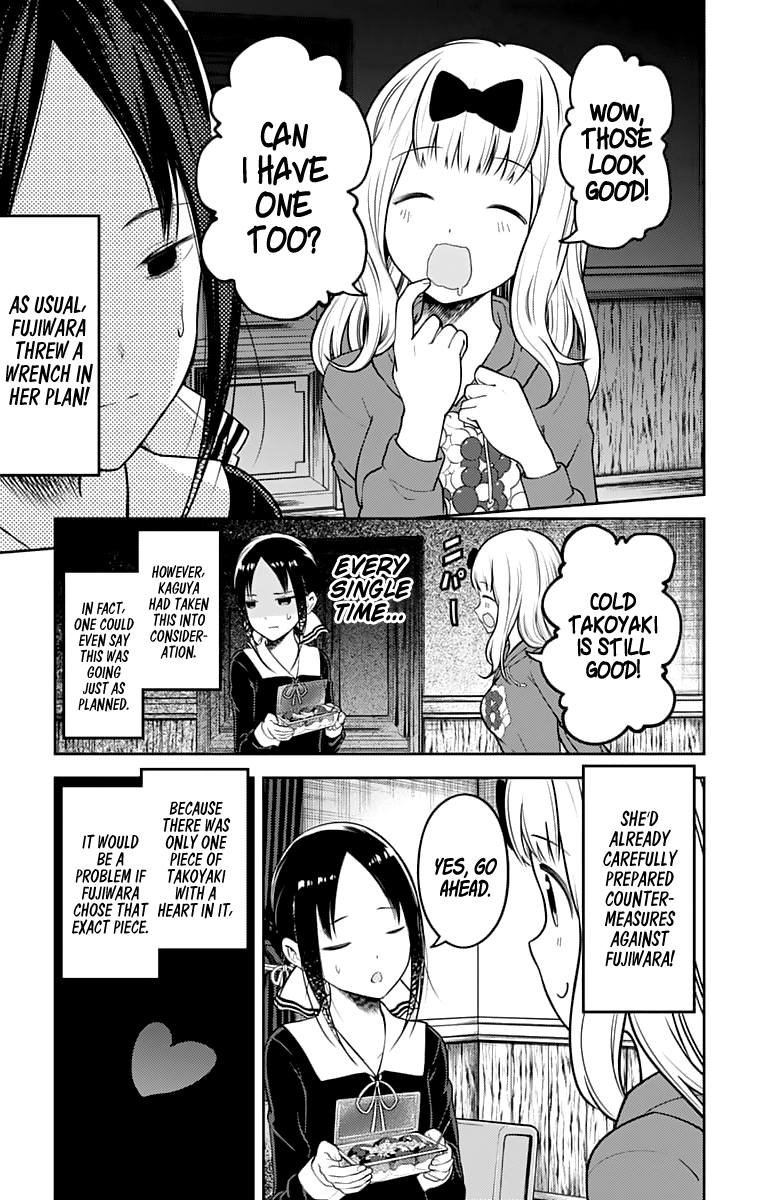 WOW,
THOSE
LOOK
GOOD!
CAN
I HAVE
ONE
TOO?
AS USUAL,
FUJIWARA
THREW A
WRENCH IN
HER PLAN!
COLD
TAKOYAKI
IS STILL
GOOD!
ニパー
EVERY
SINGLE
TIME...
HOWEVER,
KAGUYA
HAD TAKEN
THIS INTO
CONSIDER-
ATION.
IN FACT,
ONE COULD
EVEN SAY
THIS WAS
GOING
JUST AS
PLANNED.
SHE'D
ALREADY
CAREFULLY
PREPARED
COUNTER-
MEASURES
AGAINST
FUJIWARA!
YES, GO
AHEAD.
BECAUSE
THERE WAS
ONLY ONE
PIECE OF
TAKOYAKI
WITH A
HEART IN IT,
IT WOULD
BE A
PROBLEM IF
FUJIWARA
CHOSE THAT
EXACT PIECE.